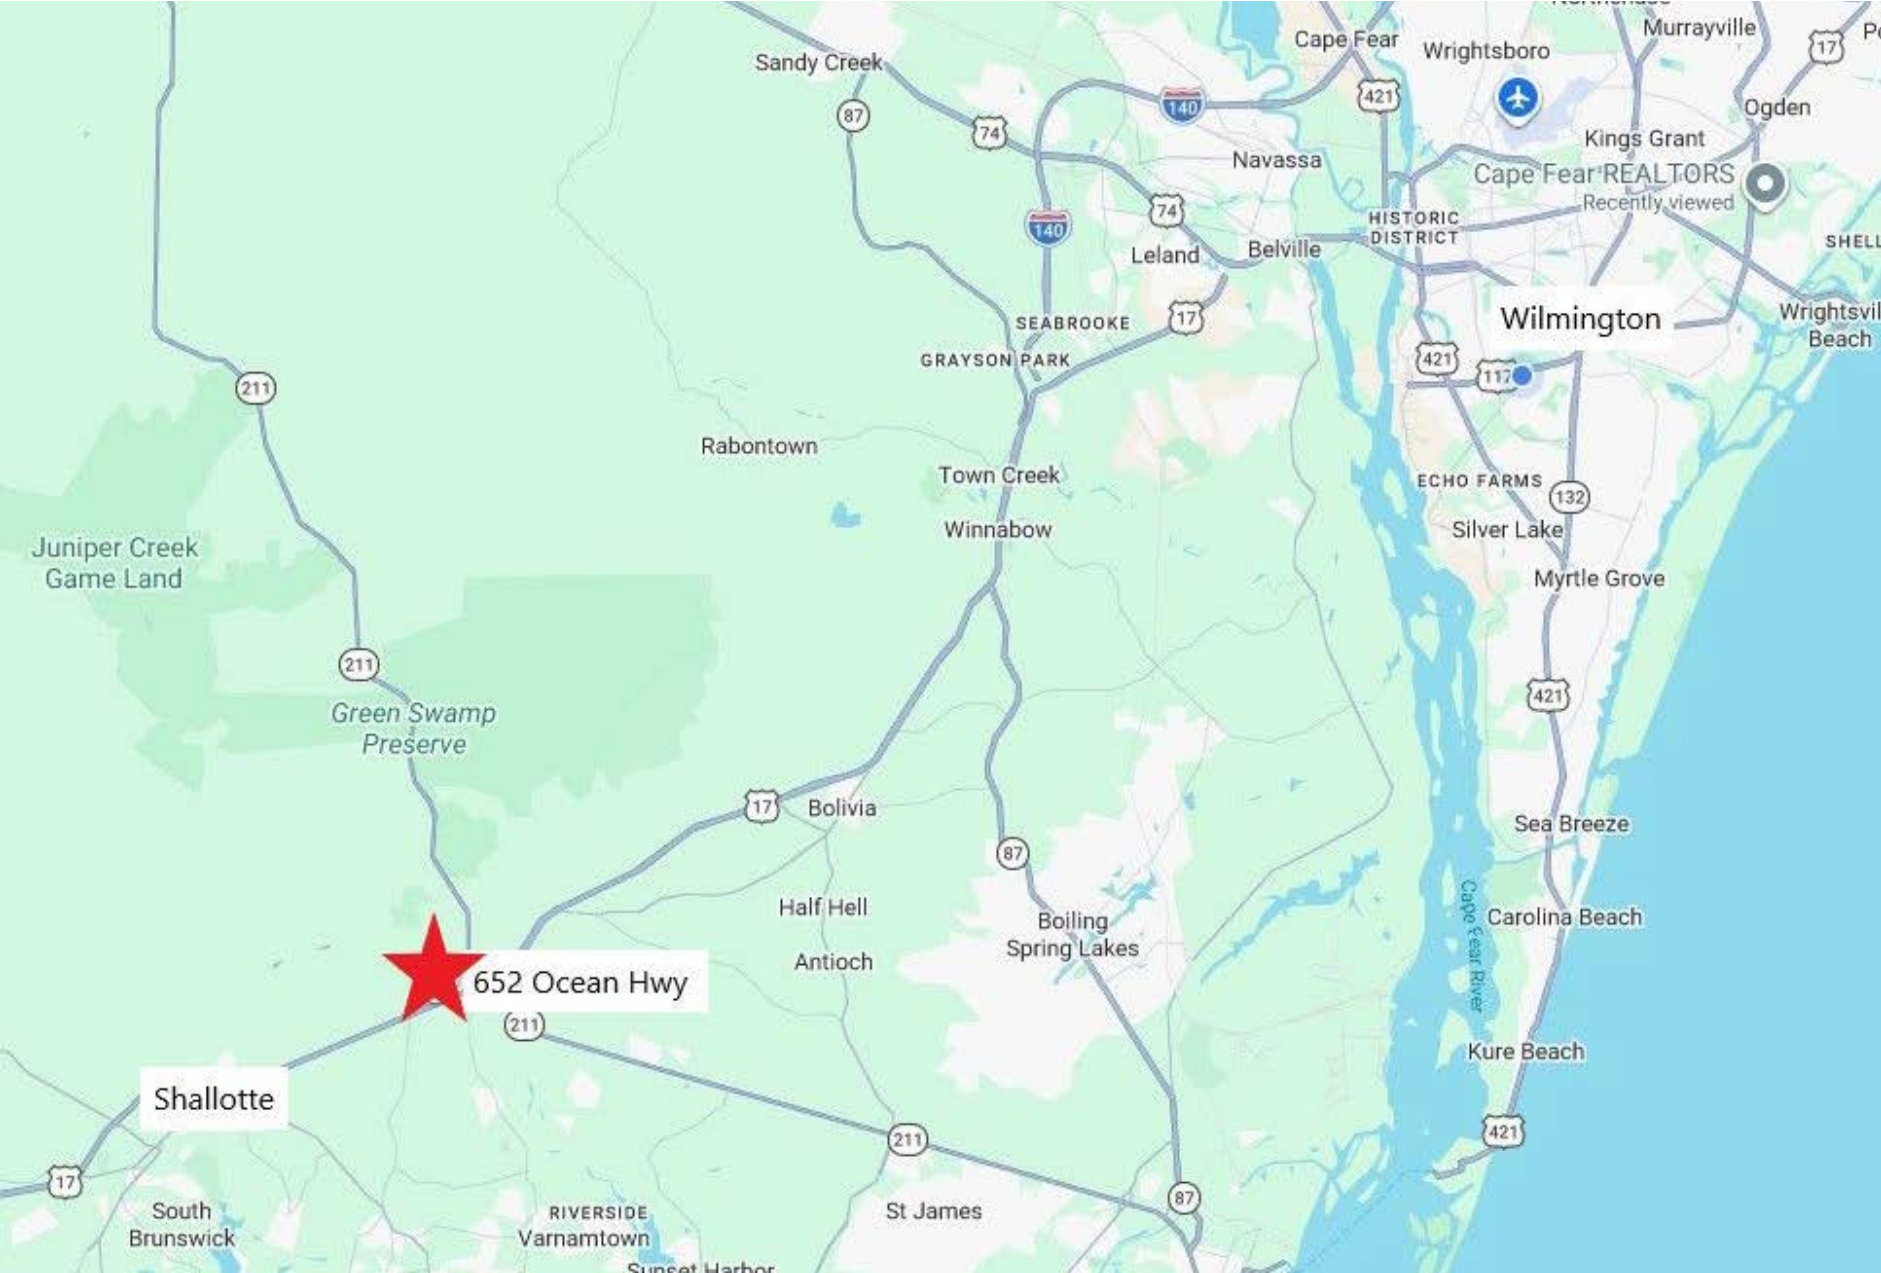 Murrayville
17
Cape Fear
Wrightsboro
Sandy Creek
421
140
Ogden
87
74
Kings Grant
Navassa
Cape Fear REALTORS
Recently viewed
74
HISTORIC
DISTRICT
140
SHELL
Leland
Belville
17
SEABROOKE
Wilmington
Wrightsvil
Beach
GRAYSON PARK
421
117
211
Rabontown
Town Creek
ECHO FARMS
132
Winnabow
Silver Lake
Juniper Creek
Game Land
Myrtle Grove
211
421
Green Swamp
Preserve
17
Bolivia
Sea Breeze
87
Half Hell
Boiling
Spring Lakes
Cape Fear River
Carolina Beach
Antioch
652 Ocean Hwy
211
Kure Beach
Shallotte
421
211
17
87
South
Brunswick
RIVERSIDE
Varnamtown
St James
Sunset Harbor